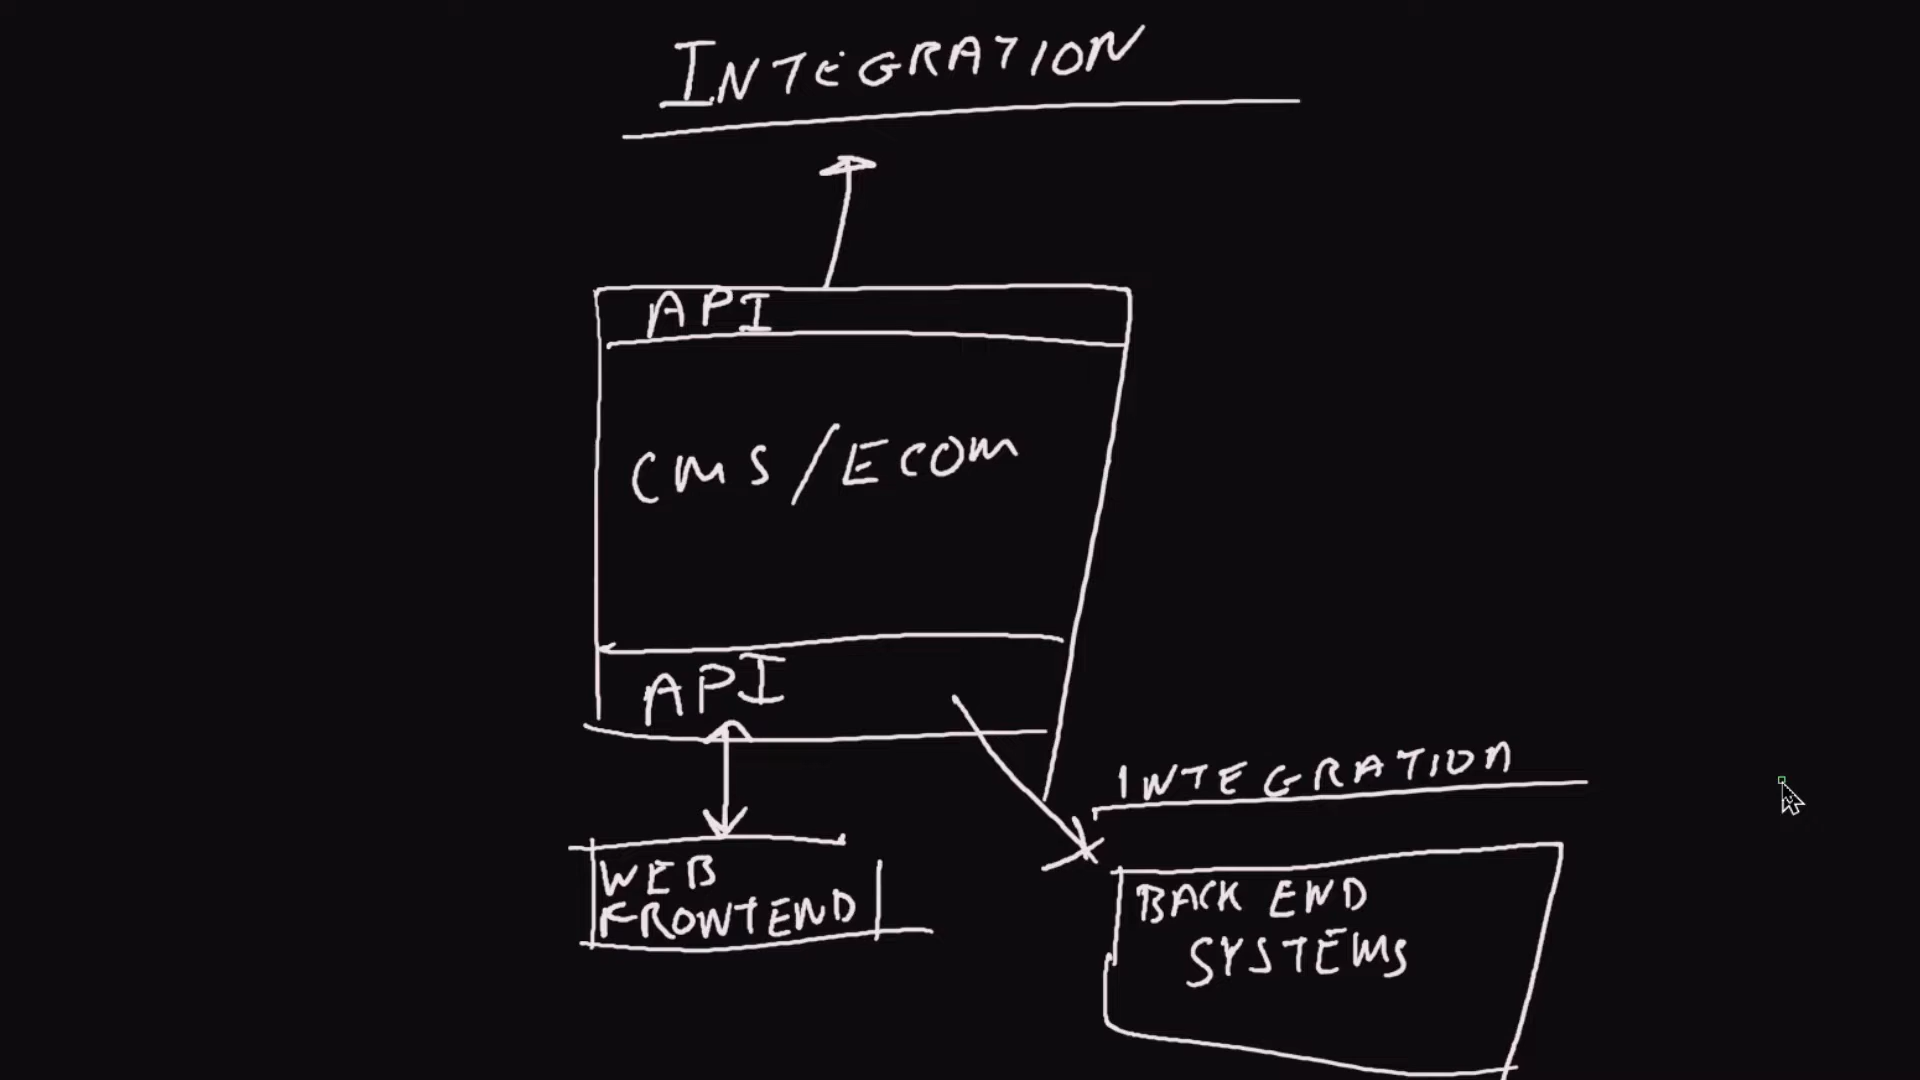 INTEGRATION
API
CMS/ECOM
API
INTEGRATION
WEB
FRONTEND
BACK END
SYSTEMS